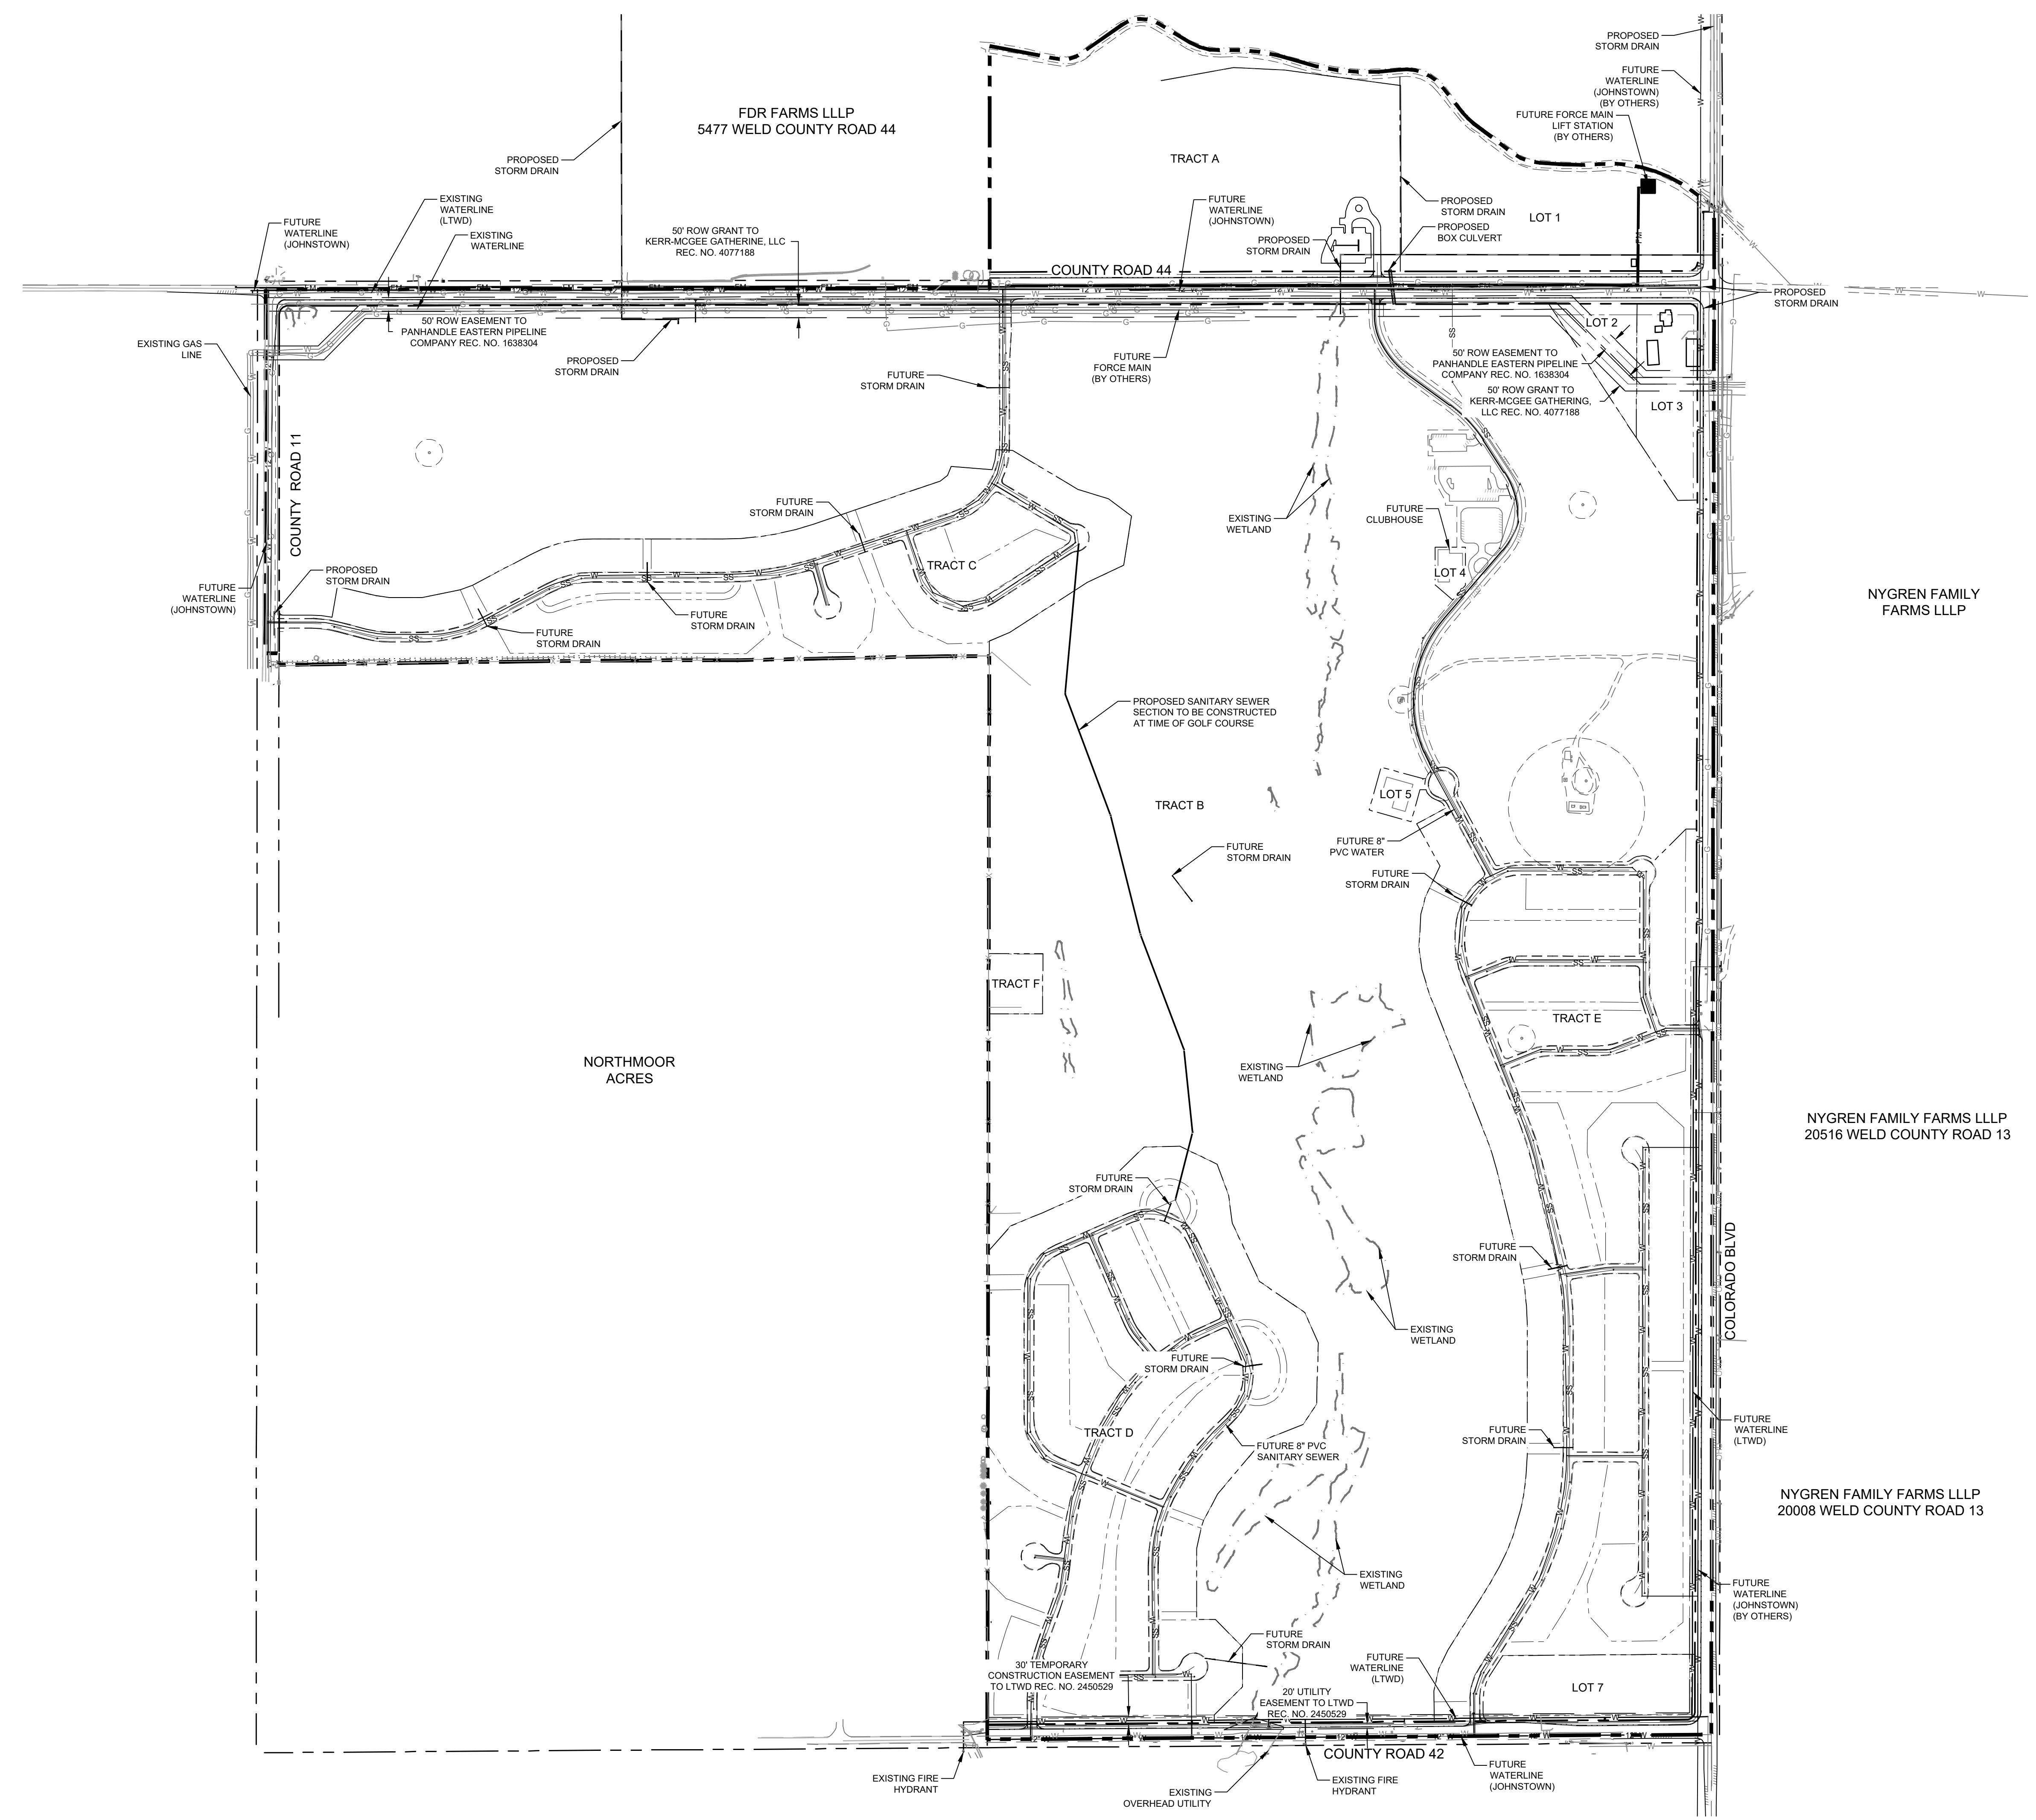 PROPOSED
STORM DRAIN
FUTURE
WATERLINE
(JOHNSTOWN)
(BY OTHERS)
FUTURE FORCE MAIN
LIFT STATION
(BY OTHERS)
FDR FARMS LLLP
5477 WELD COUNTY ROAD 44
PROPOSED
STORM DRAIN
TRACT A
EXISTING
WATERLINE
(LTWD)
FUTURE
WATERLINE
(JOHNSTOWN)
EXISTING
WATERLINE
50' ROW GRANT TO
KERR-MCGEE GATHERINE, LLC
REC. NO. 4077188
FUTURE
WATERLINE
(JOHNSTOWN)
PROPOSED
STORM DRAIN
PROPOSED
STORM DRAIN
PROPOSED
BOX CULVERT
LOT 1
FM
COUNTY ROAD 44
PROPOSED
STORM DRAIN
50' ROW EASEMENT TO
PANHANDLE EASTERN PIPELINE
COMPANY REC. NO. 1638304
EXISTING GAS
LINE
PROPOSED
STORM DRAIN
FUTURE
STORM DRAIN
FUTURE
FORCE MAIN
(BY OTHERS)
LOT 2
50' ROW EASEMENT TO
PANHANDLE EASTERN PIPELINE
COMPANY REC. NO. 1638304
50' ROW GRANT TO
KERR-MCGEE GATHERING,
LLC REC. NO. 4077188
LOT 3
COUNTY ROAD 11
FUTURE
STORM DRAIN
EXISTING
WETLAND
FUTURE
CLUBHOUSE
TRACT C
LOT 4
PROPOSED
STORM DRAIN
FUTURE
WATERLINE
(JOHNSTOWN)
FUTURE
STORM DRAIN
FUTURE
STORM DRAIN
NYGREN FAMILY
FARMS LLLP
PROPOSED SANITARY SEWER
SECTION TO BE CONSTRUCTED
AT TIME OF GOLF COURSE
TRACT B
LOT 5
FUTURE 8"
PVC WATER
FUTURE
STORM DRAIN
FUTURE
STORM DRAIN
TRACT F
TRACT E
NORTHMOOR
ACRES
EXISTING
WETLAND
NYGREN FAMILY FARMS LLLP
20516 WELD COUNTY ROAD 13
FUTURE
STORM DRAIN
FUTURE
STORM DRAIN
COLORADO BLVD
EXISTING
WETLAND
FUTURE
STORM DRAIN
TRACT D
FUTURE 8" PVC
SANITARY SEWER
FUTURE
STORM DRAIN
FUTURE
WATERLINE
(LTWD)
NYGREN FAMILY FARMS LLLP
20008 WELD COUNTY ROAD 13
EXISTING
WETLAND
FUTURE
WATERLINE
(JOHNSTOWN)
(BY OTHERS)
FUTURE
STORM DRAIN
30' TEMPORARY
CONSTRUCTION EASEMENT
TO LTWD REC. NO. 2450529
FUTURE
WATERLINE
(LTWD)
20' UTILITY
EASEMENT TO LTWD
REC. NO. 2450529
LOT 7
COUNTY ROAD 42
EXISTING FIRE
HYDRANT
EXISTING
OVERHEAD UTILITY
EXISTING FIRE
HYDRANT
FUTURE
WATERLINE
(JOHNSTOWN)